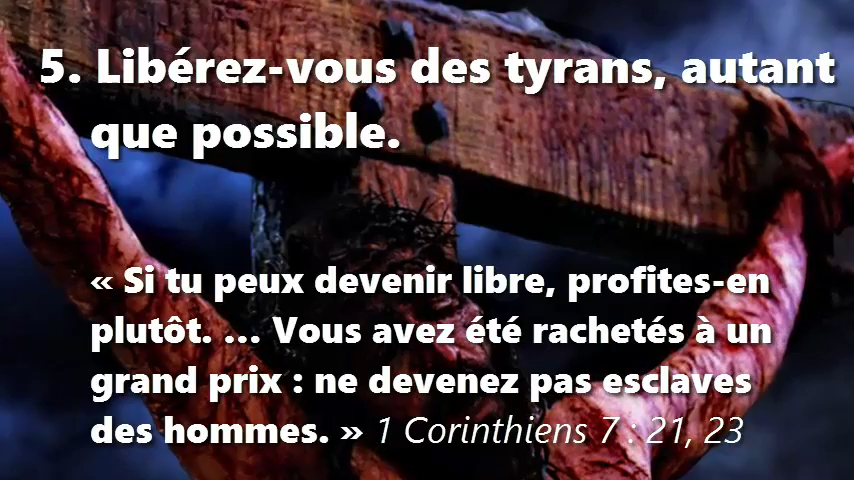 5. Libérez-vous des tyrans, autant
que possible.
« Si tu peux devenir libre, profites-en
plutôt. … Vous avez été rachetés à un
grand prix : ne devenez pas esclaves
des hommes. » 1 Corinthiens 7 : 21, 23